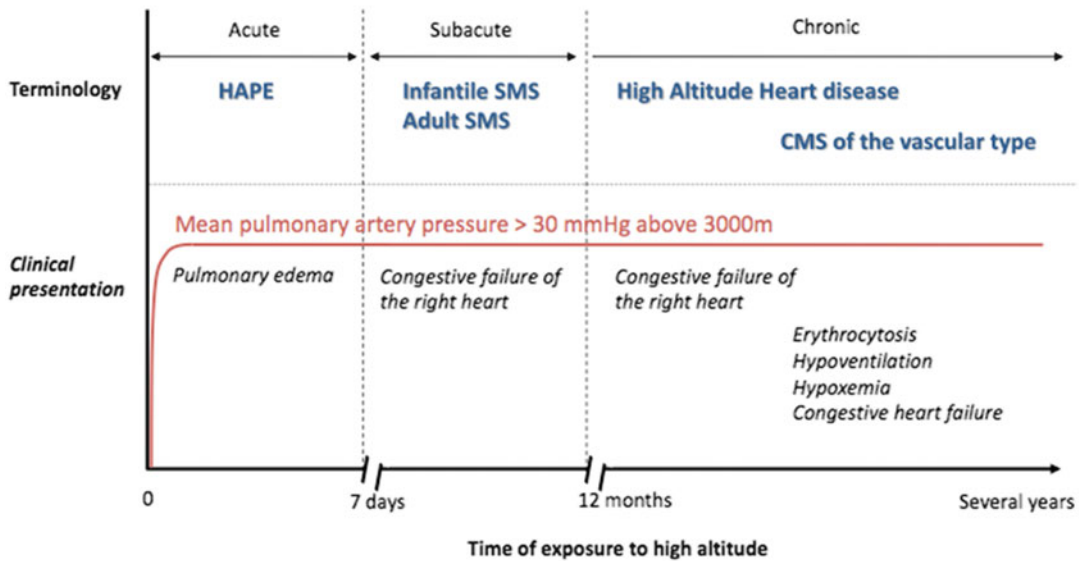 Acute
Subacute
Chronic
Terminology
HAPE
Infantile SMS
Adult SMS
High Altitude Heart disease
CMS of the vascular type
Mean pulmonary artery pressure > 30 mmHg above 3000m
Clinical
presentation
Pulmonary edema
Congestive failure of
the right heart
Congestive failure of
the right heart
Erythrocytosis
Hypoventilation
Hypoxemia
Congestive heart failure
0
7 days
12 months
Several years
Time of exposure to high altitude